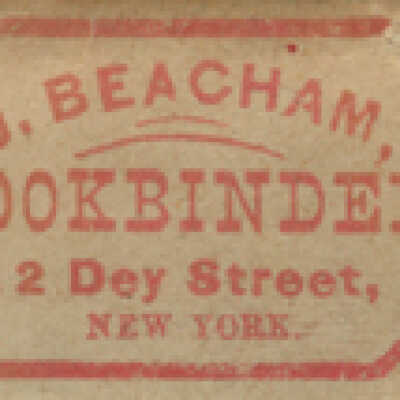 J. BEACHAM,
OOKBINDE
2 Dey Street,
NEW YORK.